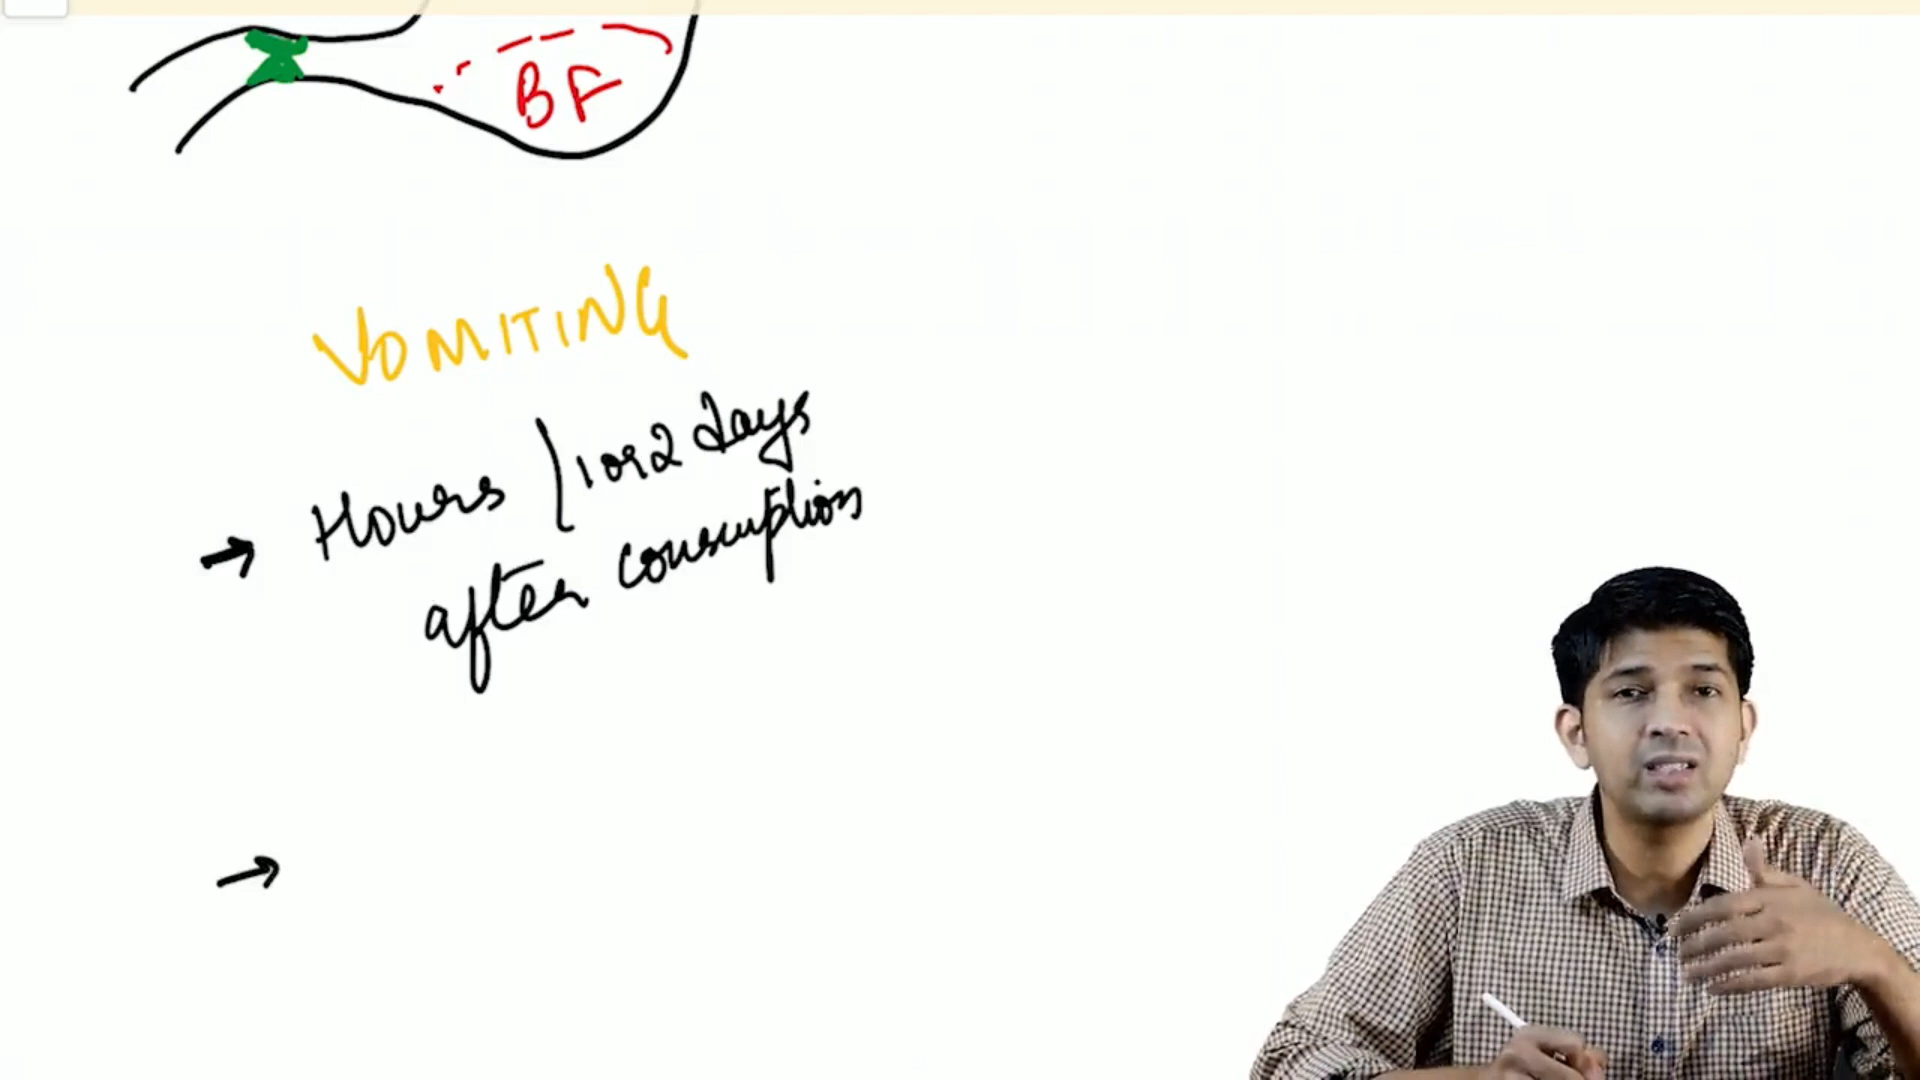 BF
VOMITING
→ Hours / 1 or 2 days
after consumption
→